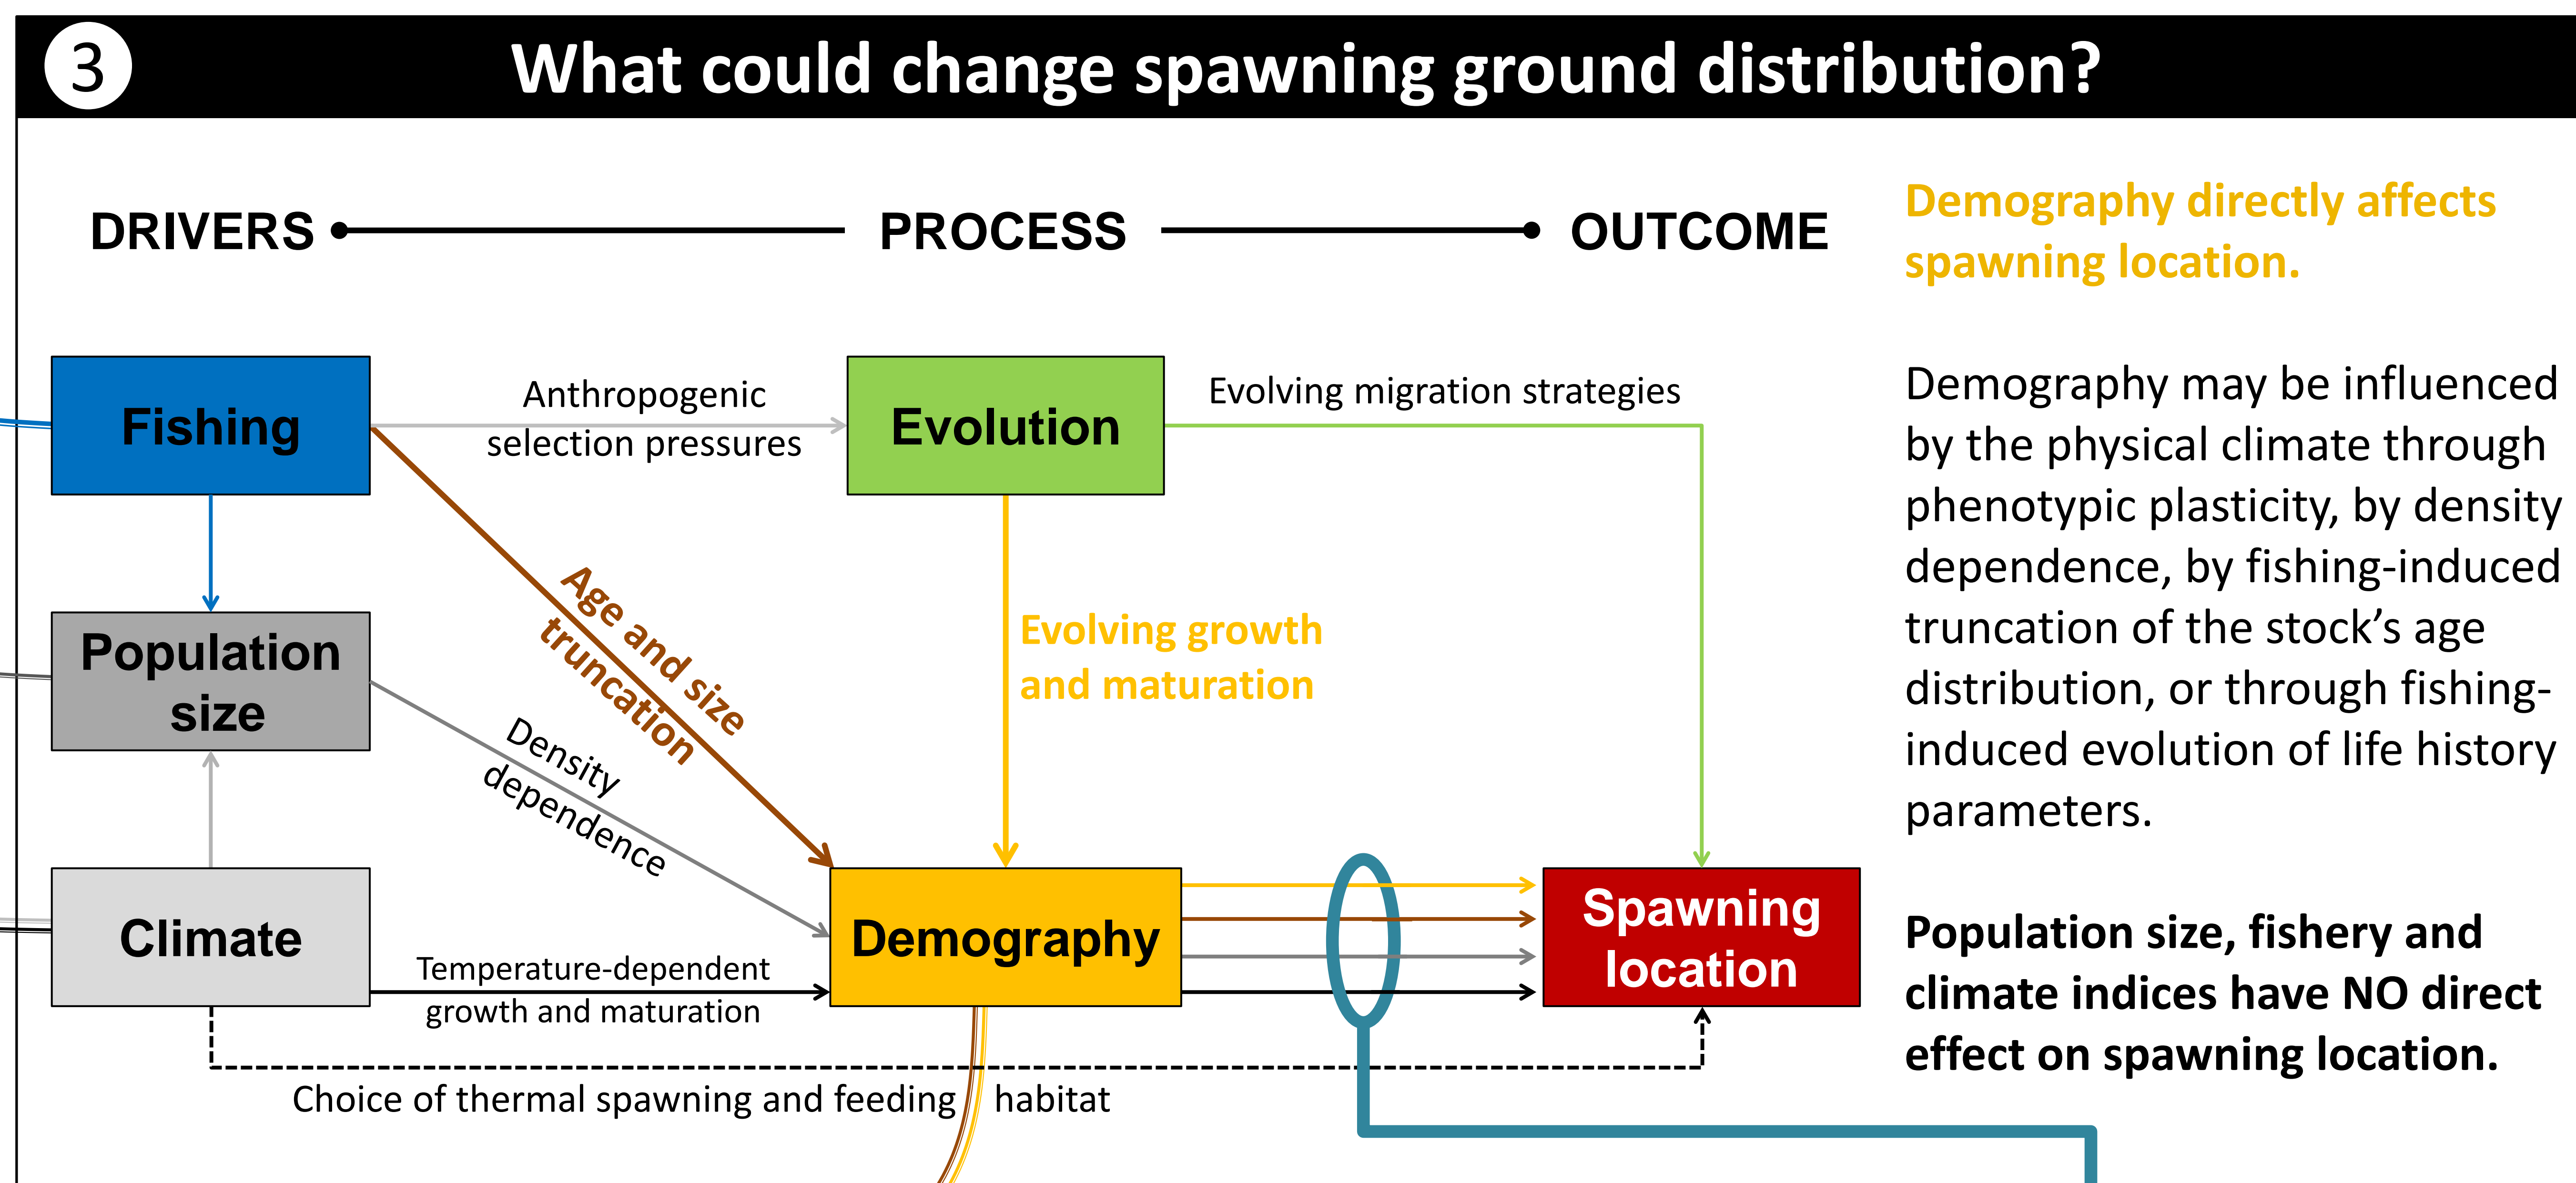 3
What could change spawning ground distribution?
DRIVERS
PROCESS
OUTCOME
Fishing
Anthropogenic
selection pressures
Evolution
Evolving migration strategies
Population
size
Age and size
truncation
Evolving growth
and maturation
Density
dependence
Climate
Temperature-dependent
growth and maturation
Demography
Spawning
location
Choice of thermal spawning and feeding habitat
Demography directly affects
spawning location.
Demography may be influenced
by the physical climate through
phenotypic plasticity, by density
dependence, by fishing-induced
truncation of the stock’s age
distribution, or through fishing-
induced evolution of life history
parameters.
Population size, fishery and
climate indices have NO direct
effect on spawning location.